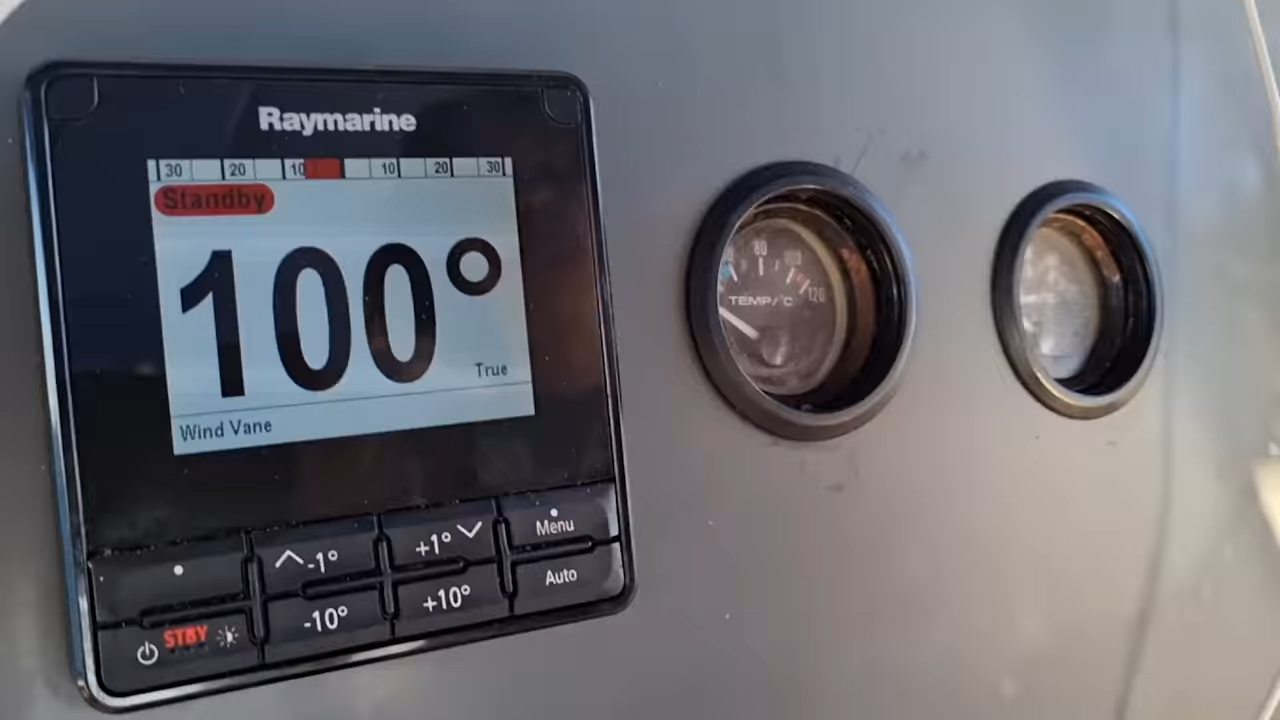 Raymarine
30 20 10 10 20 30
Standby
100°
True
Wind Vane
-1° +1° Menu
STBY -10° +10° Auto
80
120
TEMP/°C